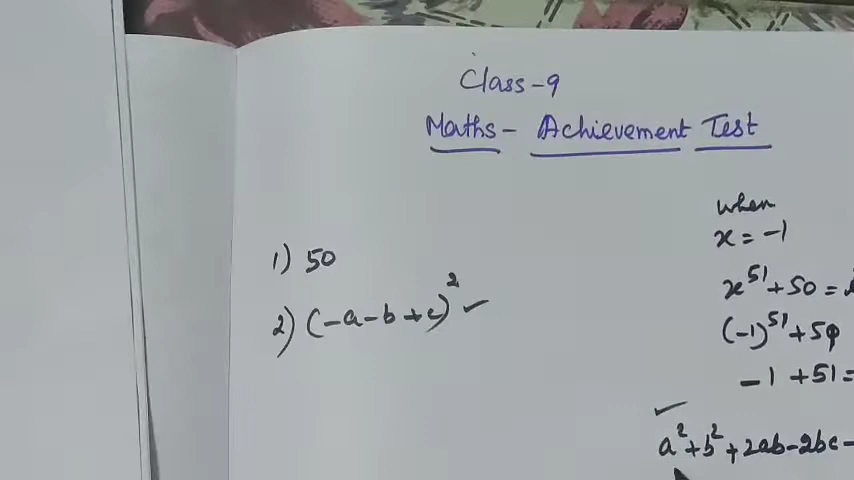 Class-9
Maths- Achievement Test
1) 50
2) (-a-b+c)² ✓
when
x = -1
x⁵¹+50 =
(-1)⁵¹+5
-1 +51=
✓
a²+b²+2ab-2bc-